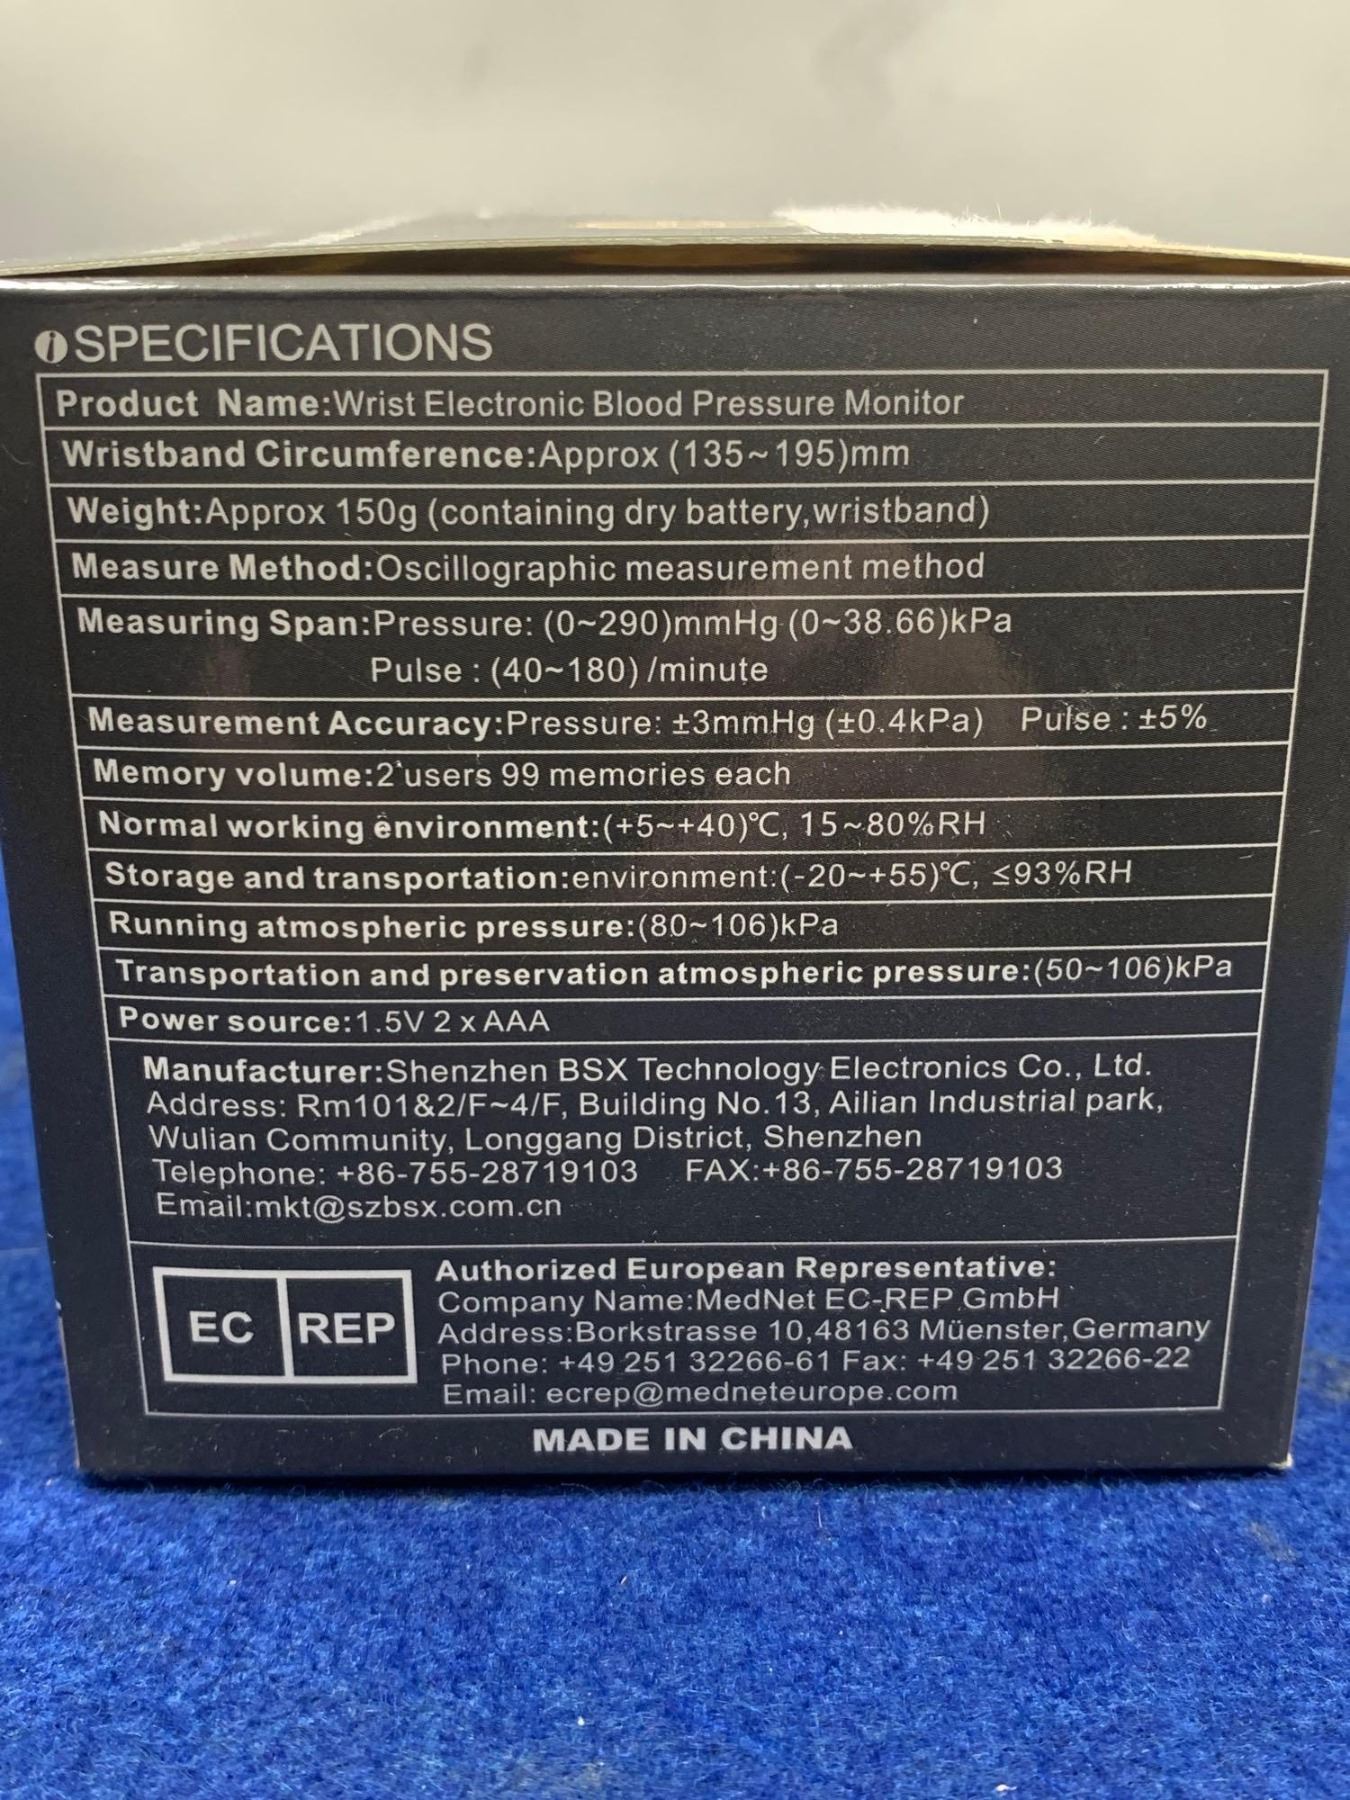 SPECIFICATIONS
Product Name:Wrist Electronic Blood Pressure Monitor
Wristband Circumference:Approx (135~195)mm
Weight:Approx 150g (containing dry battery,wristband)
Measure Method:Oscillographic measurement method
Measuring Span:Pressure: (0~290)mmHg (0~38.66)kPa
Pulse : (40~180) /minute
Measurement Accuracy:Pressure: ±3mmHg (±0.4kPa) Pulse : ±5%
Memory volume:2 users 99 memories each
Normal working environment:(+5~+40)℃, 15~80%RH
Storage and transportation:environment:(-20~+55)℃, ≤93%RH
Running atmospheric pressure:(80~106)kPa
Transportation and preservation atmospheric pressure:(50~106)kPa
Power source:1.5V 2 x AAA
Manufacturer:Shenzhen BSX Technology Electronics Co., Ltd.
Address: Rm101&2/F~4/F, Building No.13, Ailian Industrial park,
Wulian Community, Longgang District, Shenzhen
Telephone: +86-755-28719103 FAX:+86-755-28719103
Email:mkt@szbsx.com.cn
EC REP
Authorized European Representative:
Company Name:MedNet EC-REP GmbH
Address:Borkstrasse 10,48163 Müenster,Germany
Phone: +49 251 32266-61 Fax: +49 251 32266-22
Email: ecrep@medneteurope.com
MADE IN CHINA